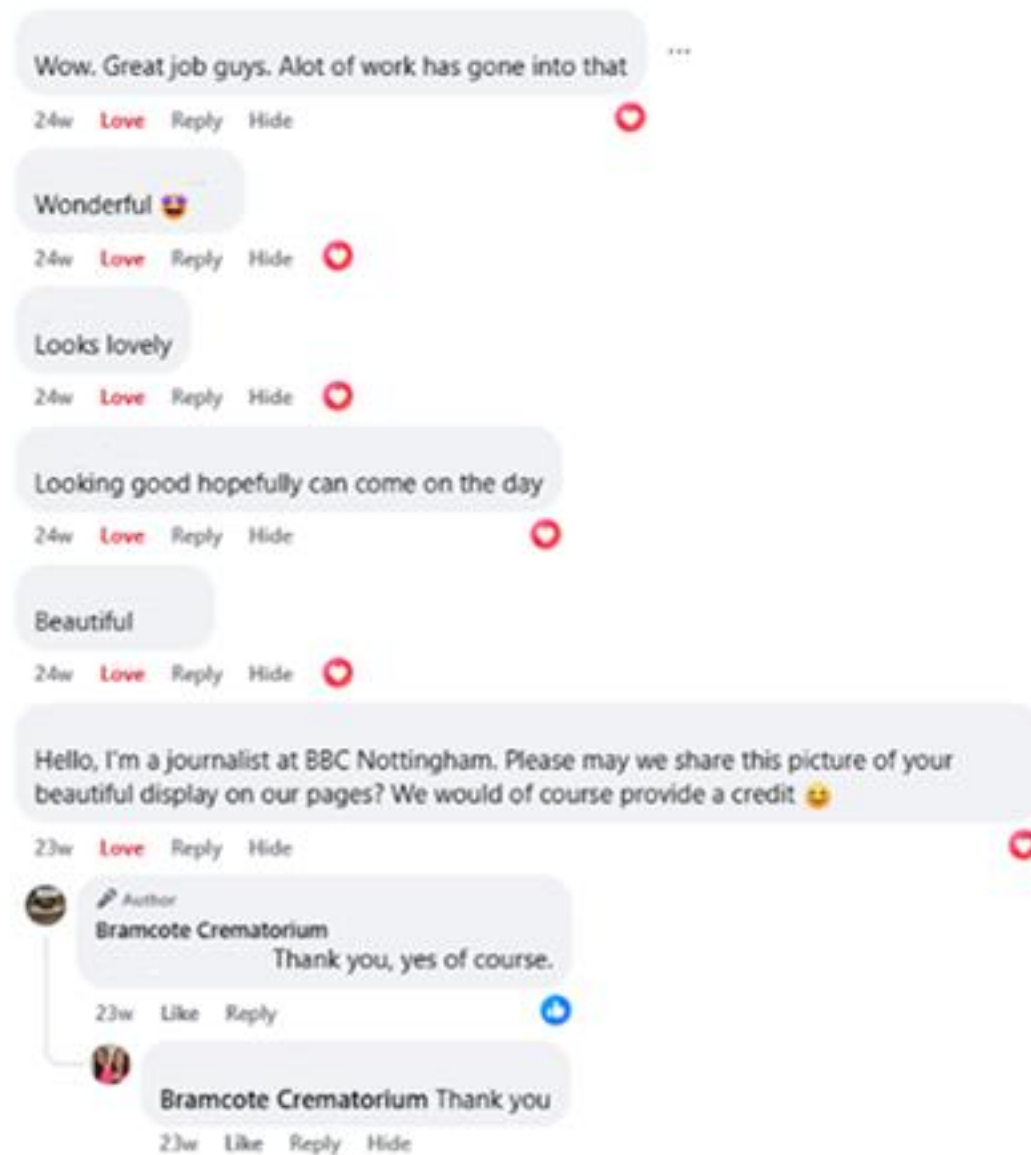 Wow. Great job guys. Alot of work has gone into that
...
24w Love Reply Hide
Wonderful 🤩
24w Love Reply Hide
Looks lovely
24w Love Reply Hide
Looking good hopefully can come on the day
24w Love Reply Hide
Beautiful
24w Love Reply Hide
Hello, I'm a journalist at BBC Nottingham. Please may we share this picture of your
beautiful display on our pages? We would of course provide a credit 😊
23w Love Reply Hide
Author
Bramcote Crematorium
Thank you, yes of course.
23w Like Reply
Bramcote Crematorium Thank you
23w Like Reply Hide